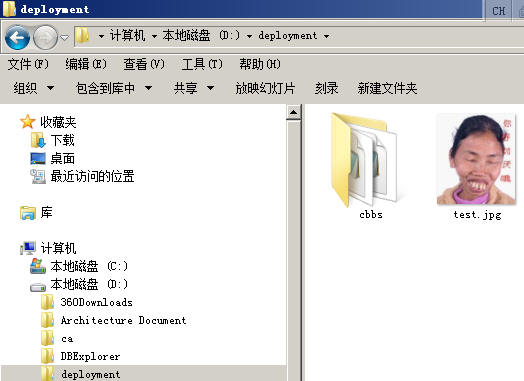 deployment
CH
计算机 ▸ 本地磁盘 (D:) ▸ deployment
文件(F) 编辑(E) 查看(V) 工具(T) 帮助(H)
组织 包含到库中 共享 放映幻灯片 刻录 新建文件夹
收藏夹
下载
桌面
最近访问的位置
库
计算机
本地磁盘 (C:)
本地磁盘 (D:)
360Downloads
Architecture Document
ca
DBExplorer
deployment
cbbs
test.jpg